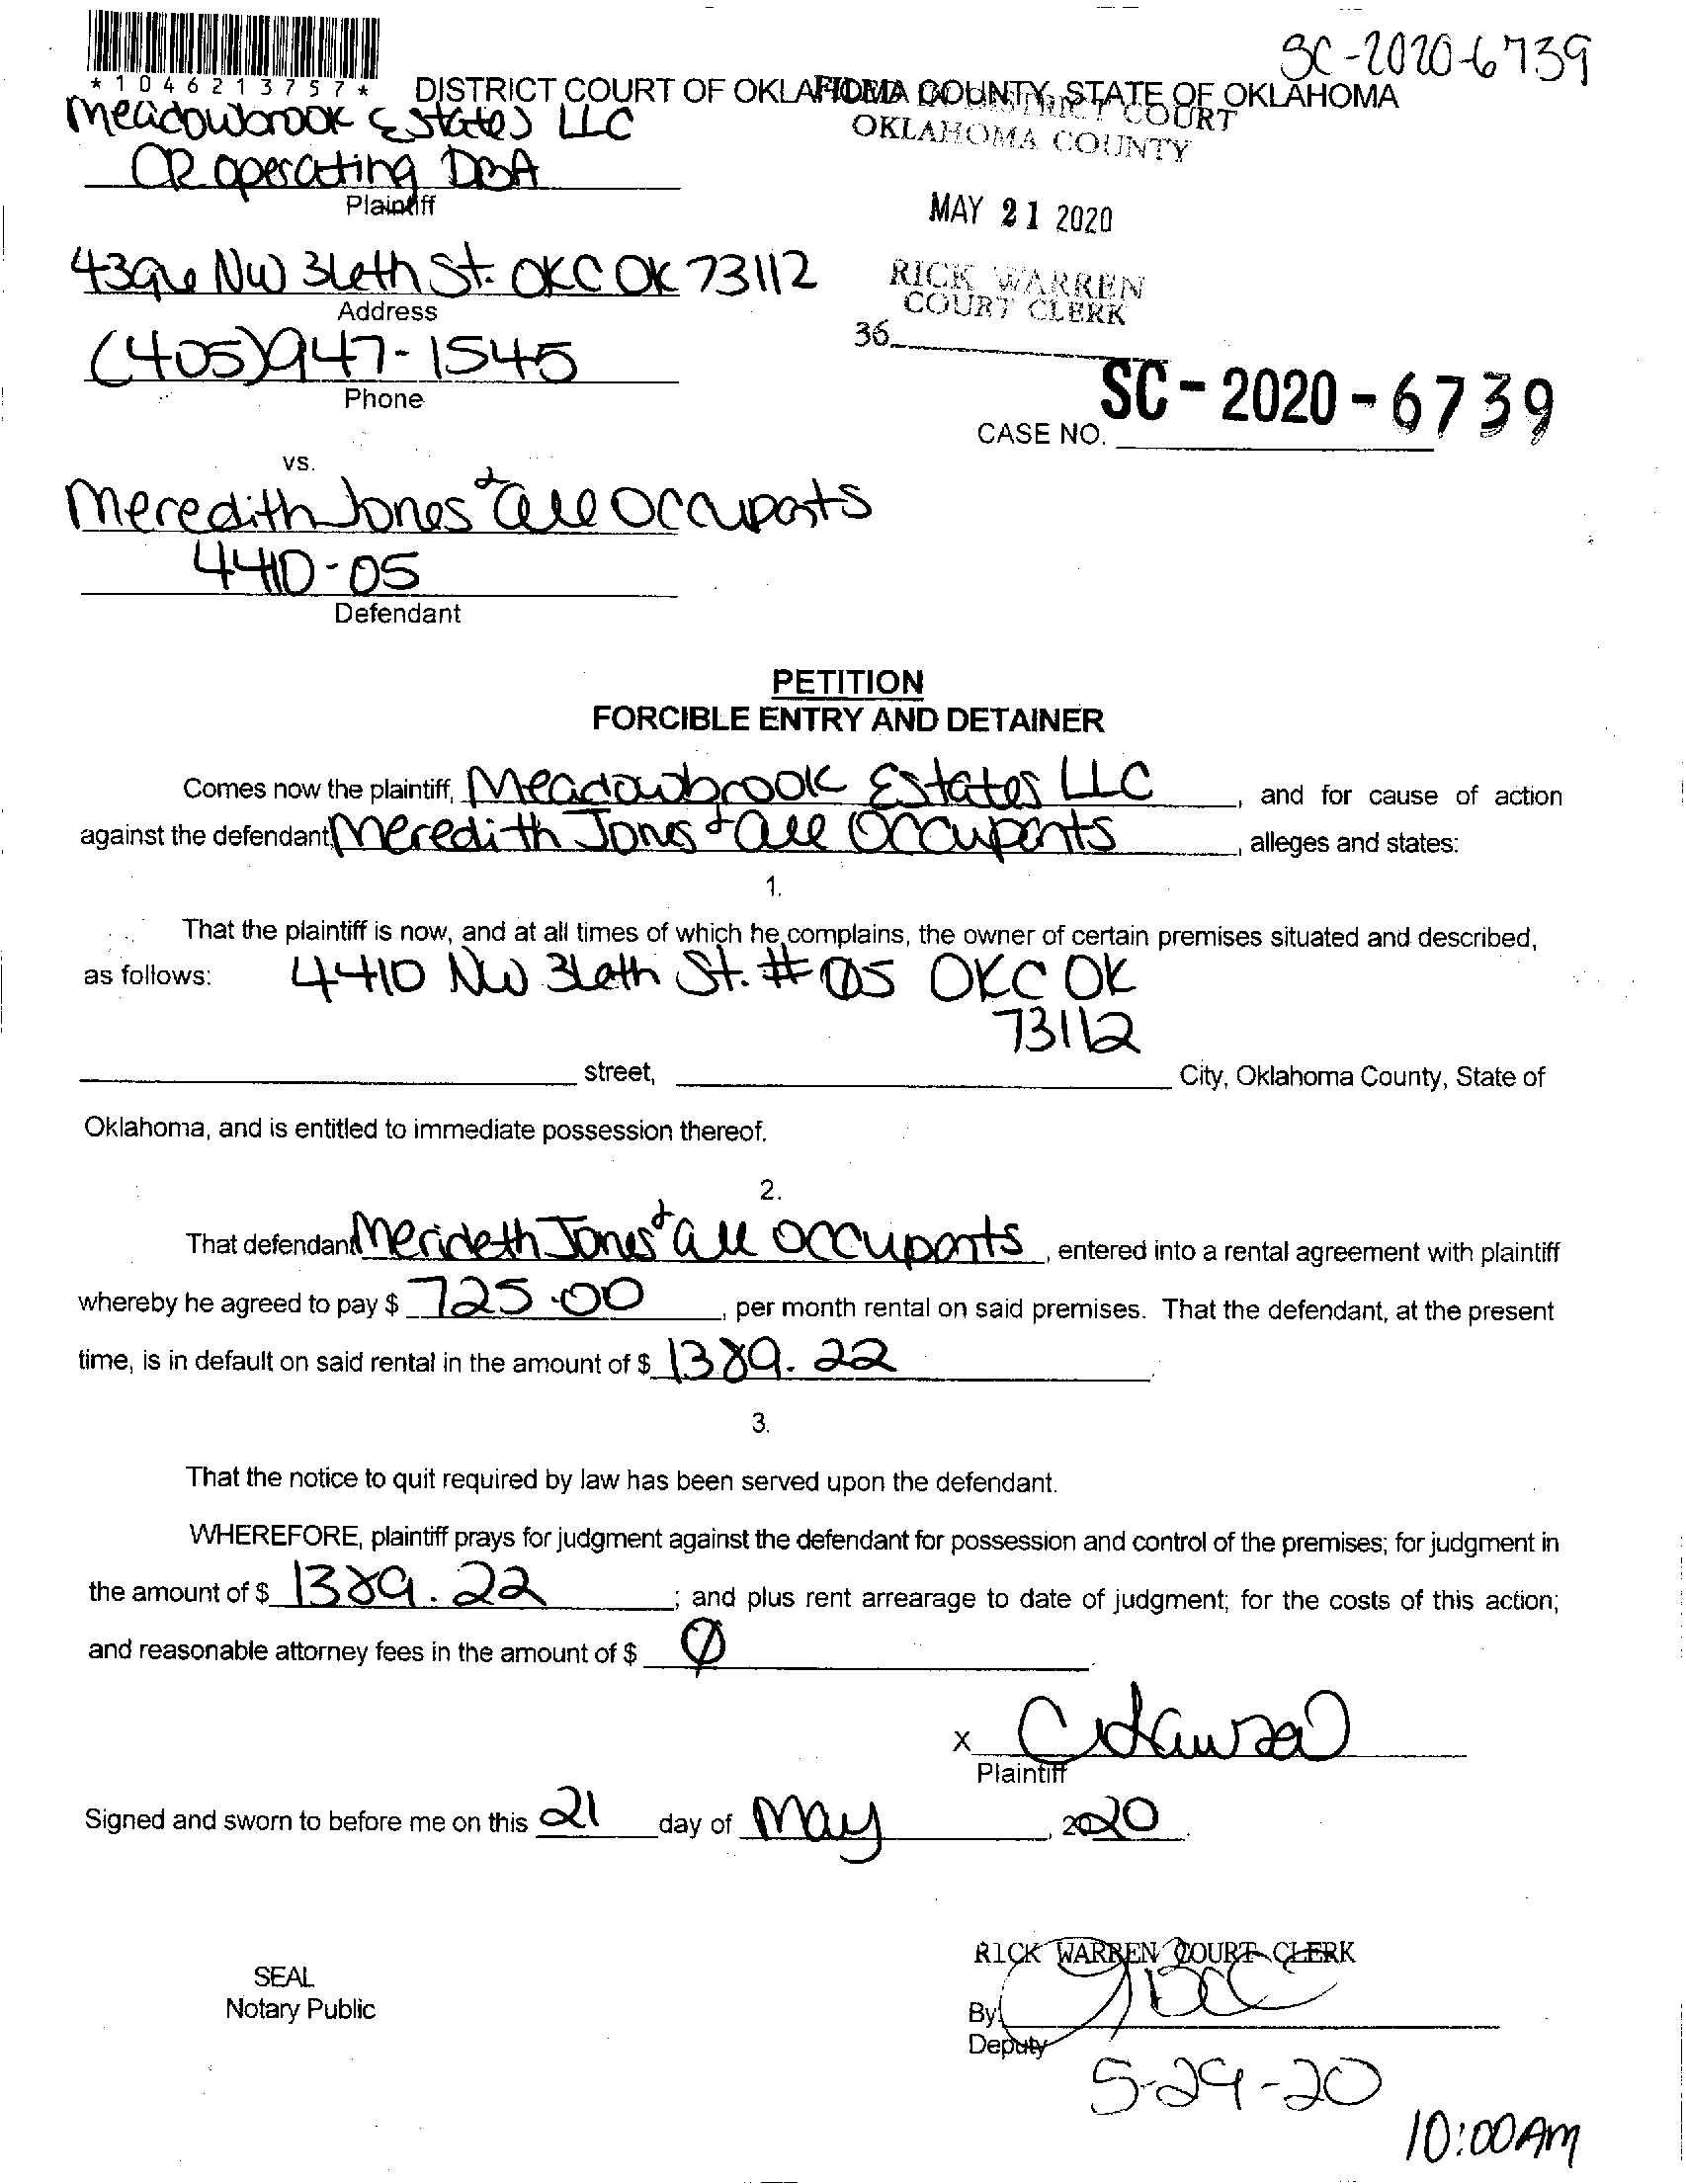 *1046213757*
SC-2020-6739
DISTRICT COURT OF OKLAHOMA COUNTY, STATE OF OKLAHOMA
Meadowbrook Estates LLC
COURT
OKLAHOMA COUNTY
CR operating DBA
Plaintiff
MAY 21 2020
4396 NW 36th St. OKC OK 73112
Address
RICK WARREN
COURT CLERK
(405)947-1545
Phone
36
SC-2020-6739
CASE NO.
vs.
Meredith Jones & all occupants
4410-05
Defendant
PETITION
FORCIBLE ENTRY AND DETAINER
Comes now the plaintiff, Meadowbrook Estates LLC, and for cause of action
against the defendant, Meredith Jones & all Occupants, alleges and states:
1.
That the plaintiff is now, and at all times of which he complains, the owner of certain premises situated and described,
as follows: 4410 NW 36th St. #05 OKC OK
73112
street, City, Oklahoma County, State of
Oklahoma, and is entitled to immediate possession thereof.
2.
That defendant Merideth Jones & all occupants, entered into a rental agreement with plaintiff
whereby he agreed to pay $ 725.00, per month rental on said premises. That the defendant, at the present
time, is in default on said rental in the amount of $ 1389.22.
3.
That the notice to quit required by law has been served upon the defendant.
WHEREFORE, plaintiff prays for judgment against the defendant for possession and control of the premises; for judgment in
the amount of $ 1389.22; and plus rent arrearage to date of judgment; for the costs of this action;
and reasonable attorney fees in the amount of $ Ø.
X
Plaintiff
Signed and sworn to before me on this 21 day of May, 2020.
RICK WARREN COURT CLERK
SEAL
Notary Public
By:
Deputy
5-29-20
10:00AM